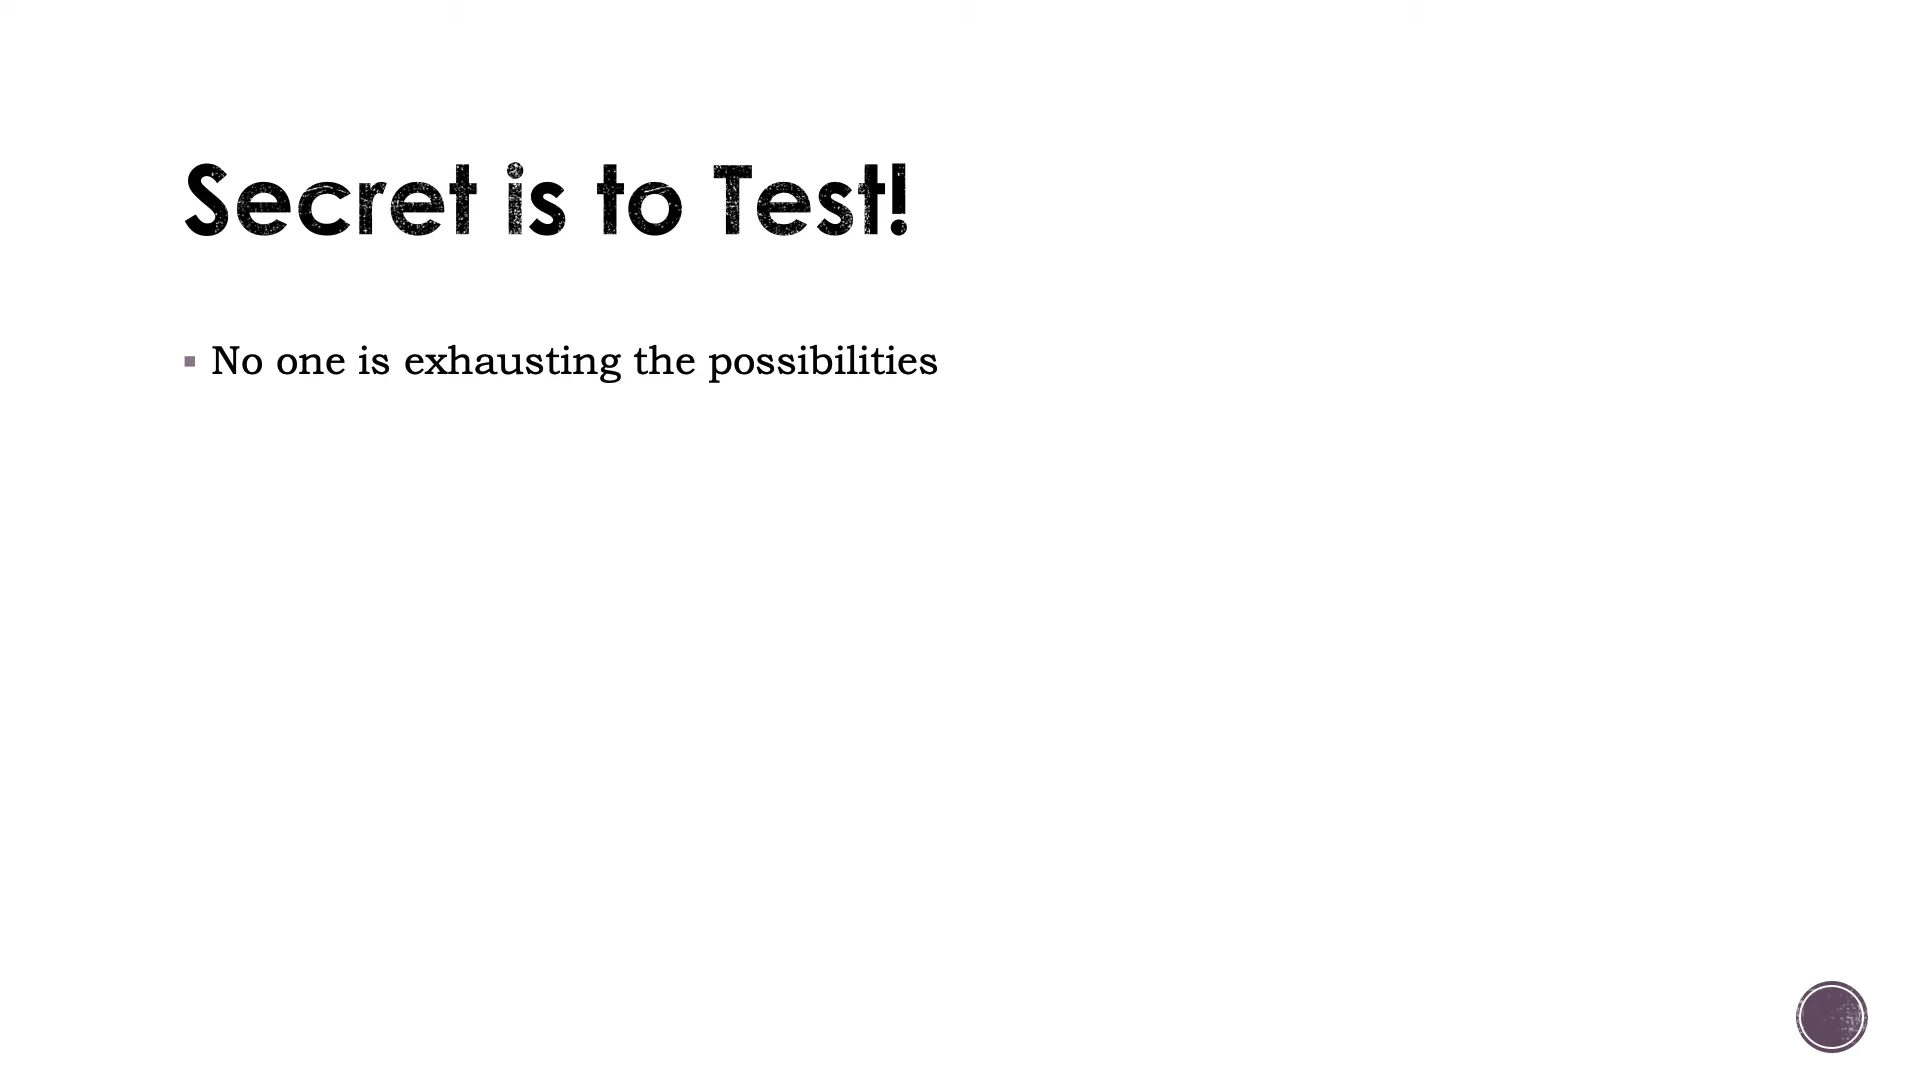 Secret is to Test!
No one is exhausting the possibilities